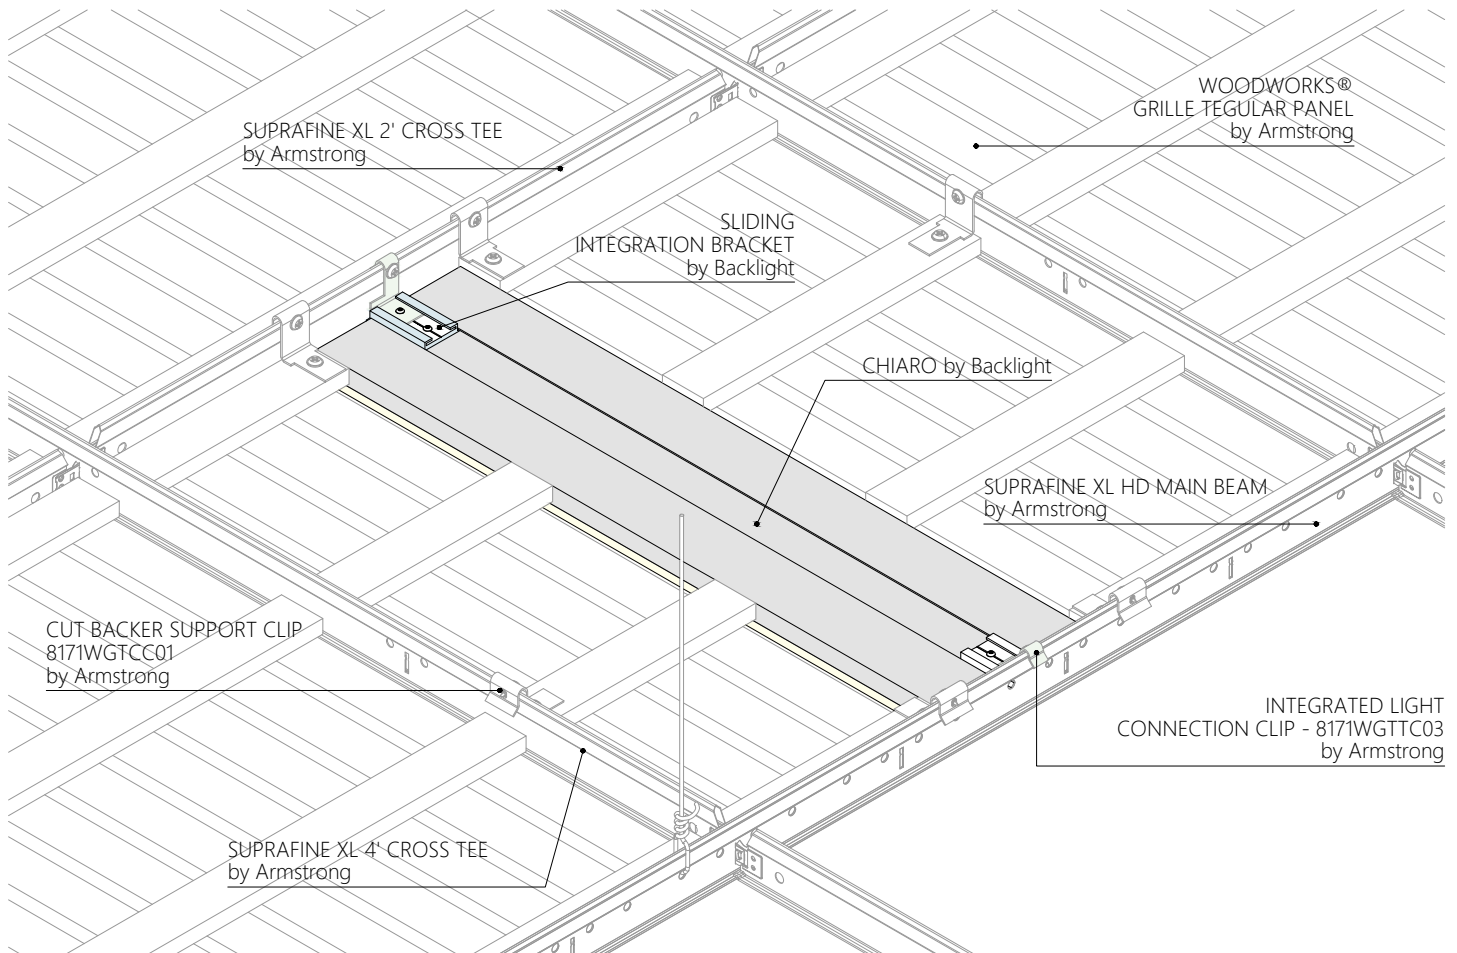 WOODWORKS®
GRILLE TEGULAR PANEL
by Armstrong
SUPRAFINE XL 2' CROSS TEE
by Armstrong
SLIDING
INTEGRATION BRACKET
by Backlight
CHIARO by Backlight
SUPRAFINE XL HD MAIN BEAM
by Armstrong
CUT BACKER SUPPORT CLIP
8171WGTCC01
by Armstrong
INTEGRATED LIGHT
CONNECTION CLIP - 8171WGTTC03
by Armstrong
SUPRAFINE XL 4' CROSS TEE
by Armstrong